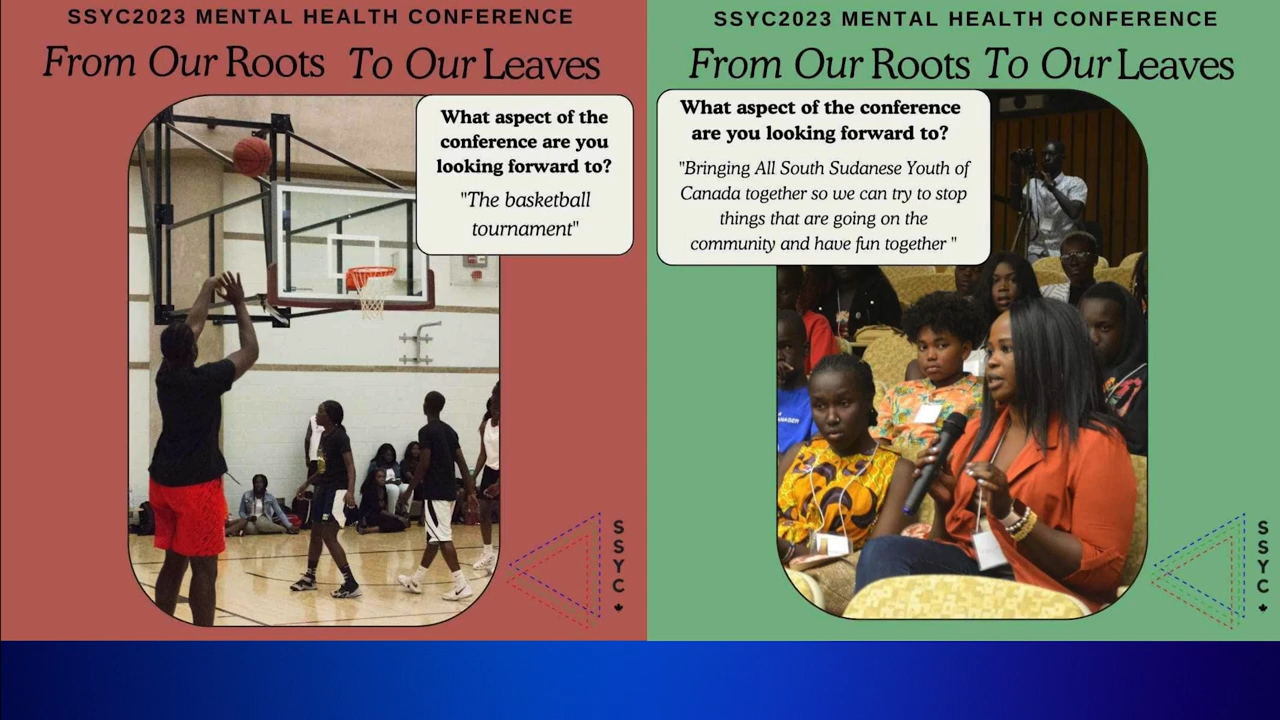 SSYC2023 MENTAL HEALTH CONFERENCE
From Our Roots To Our Leaves
What aspect of the
conference are you
looking forward to?
"The basketball
tournament"
S
S
Y
C
SSYC2023 MENTAL HEALTH CONFERENCE
From Our Roots To Our Leaves
What aspect of the conference
are you looking forward to?
"Bringing All South Sudanese Youth of
Canada together so we can try to stop
things that are going on the
community and have fun together "
S
S
Y
C